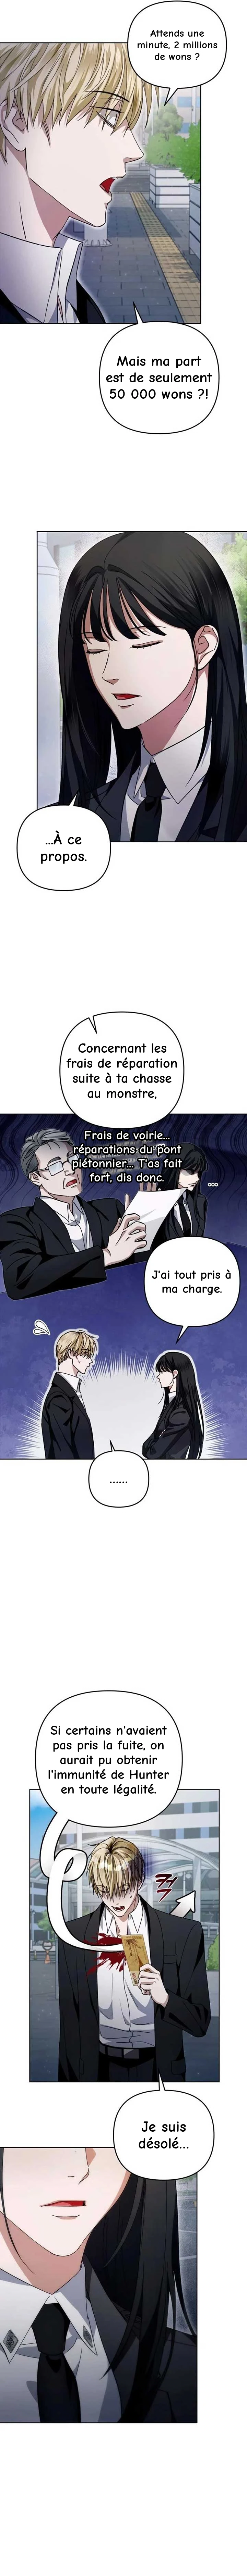 Attends une
minute, 2 millions
de wons ?
Mais ma part
est de seulement
50 000 wons ?!
...À ce
propos.
Concernant les
frais de réparation
suite à ta chasse
au monstre,
Frais de voirie...
réparations du pont
piétonnier... T'as fait
fort, dis donc.
...
J'ai tout pris à
ma charge.
......
Si certains n'avaient
pas pris la fuite, on
aurait pu obtenir
l'immunité de Hunter
en toute légalité.
Je suis
désolé...